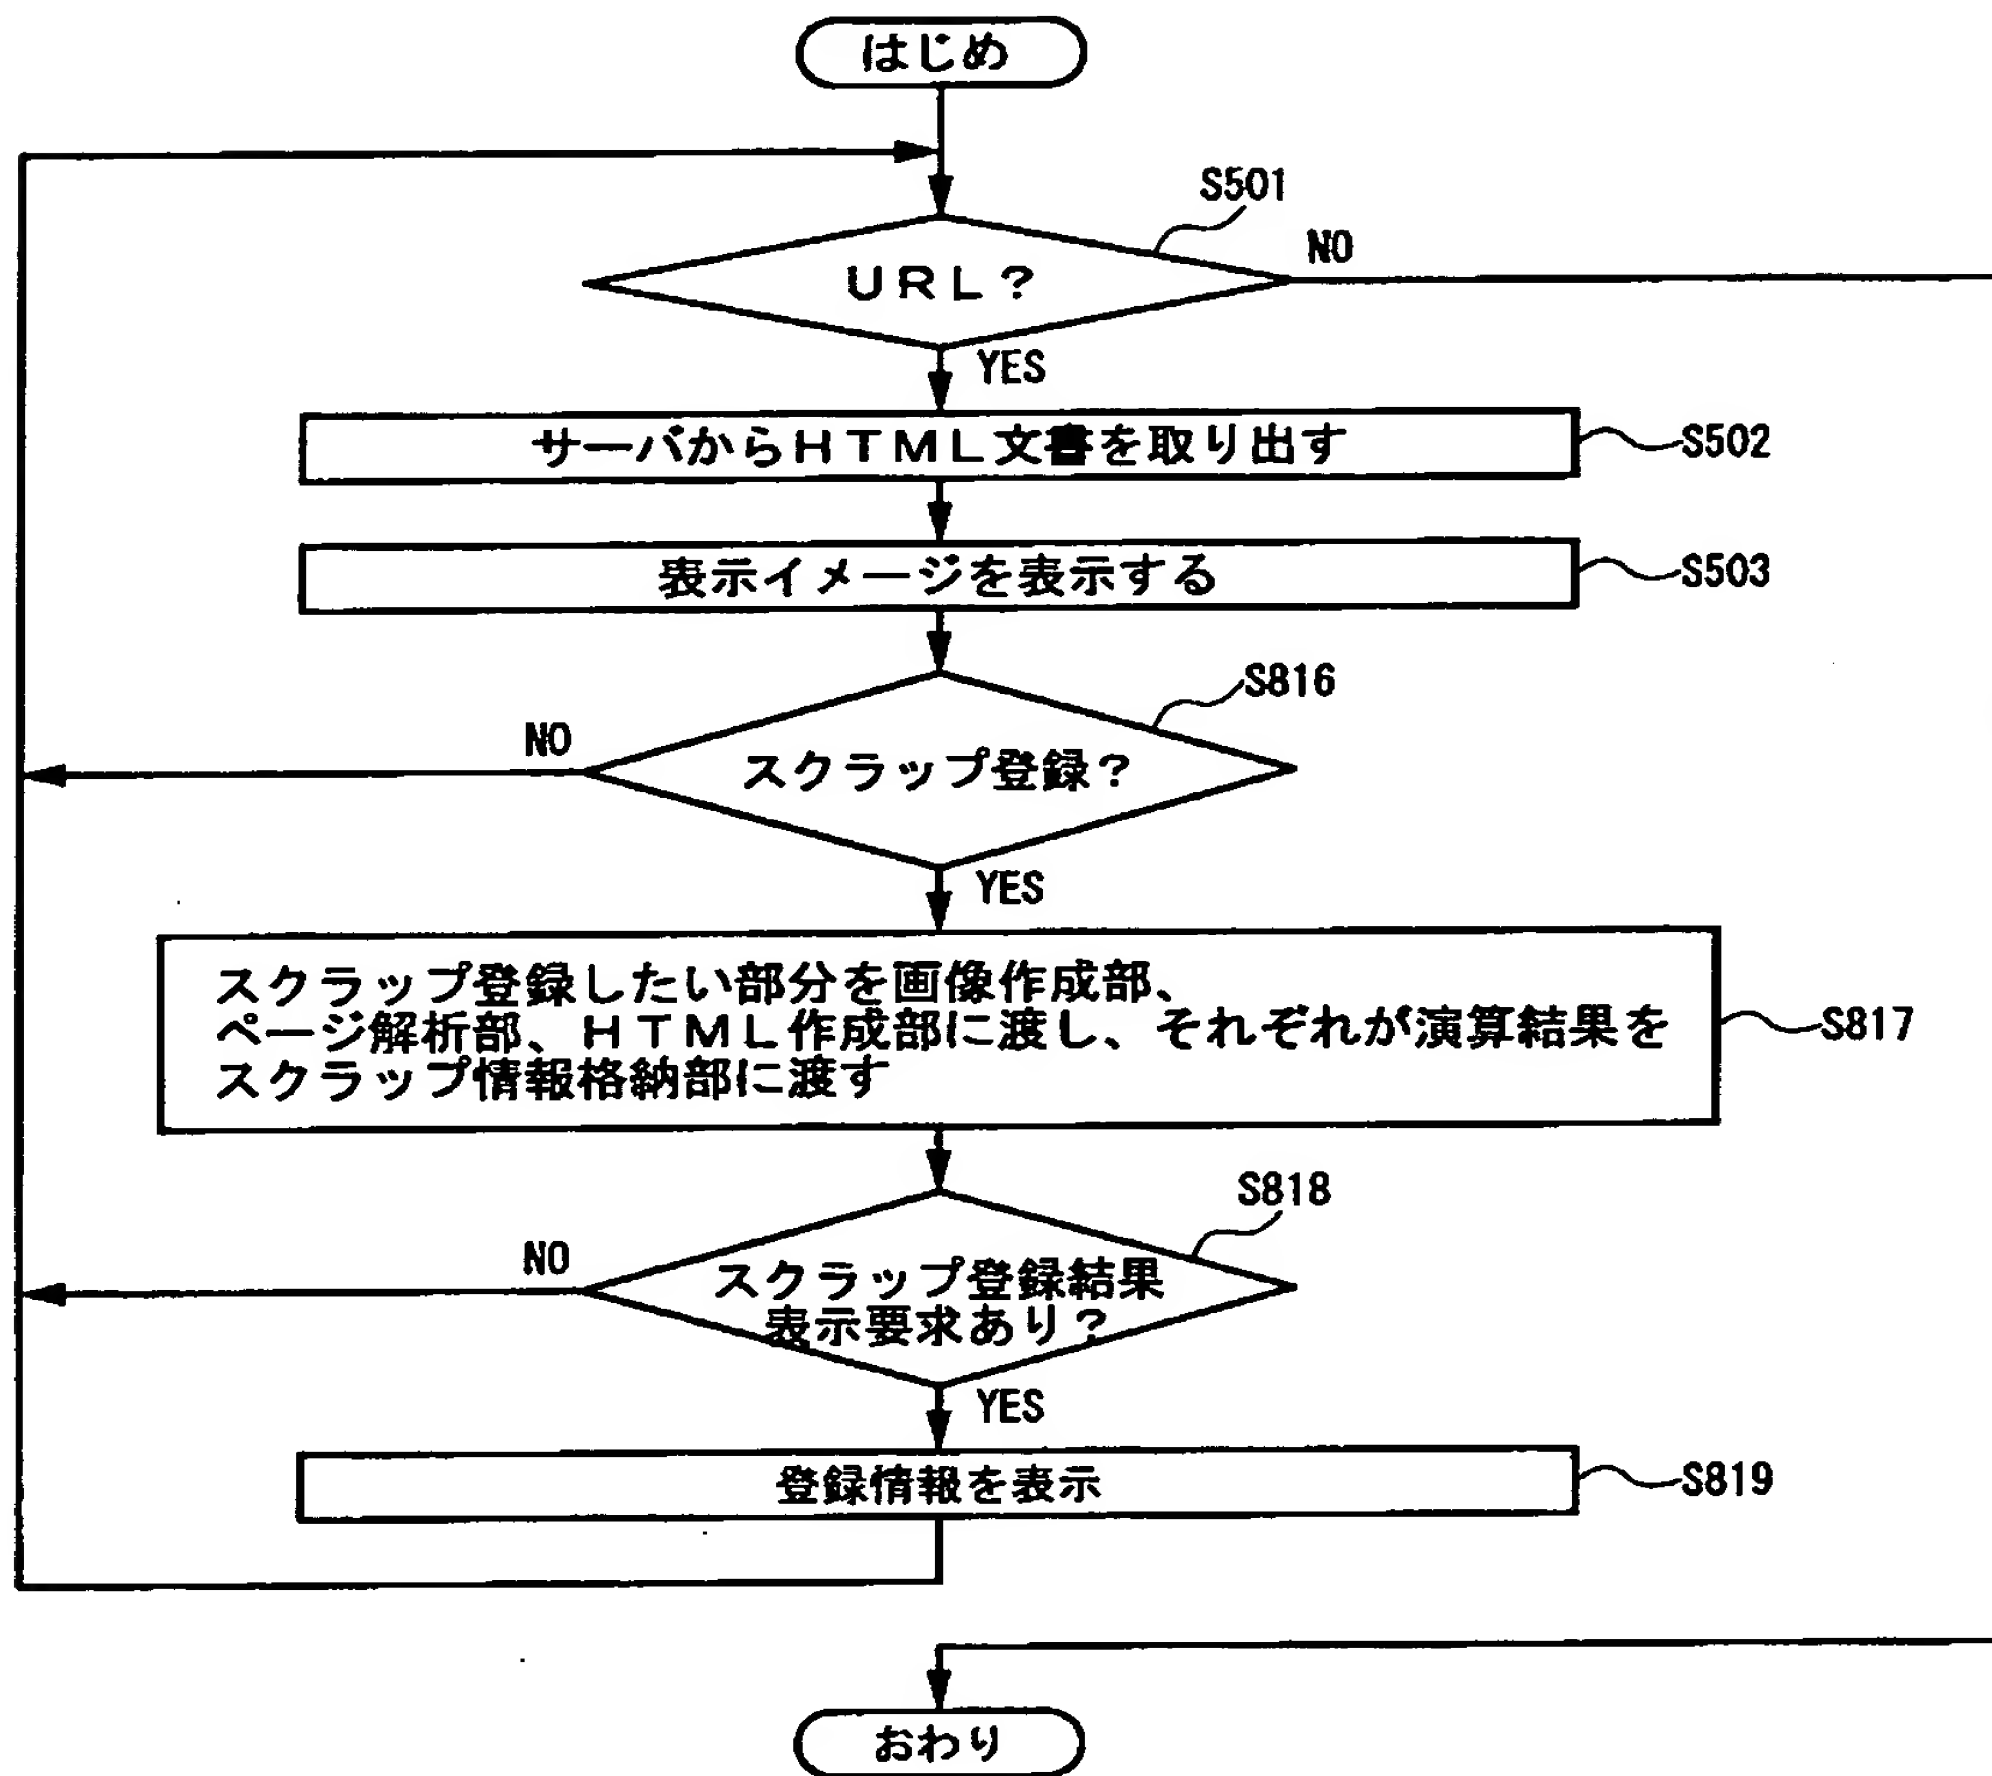 はじめ
S501
URL?
NO
YES
サーバからHTML文書を取り出す
S502
表示イメージを表示する
S503
S816
NO
スクラップ登録?
YES
スクラップ登録したい部分を画像作成部、
ページ解析部、HTML作成部に渡し、それぞれが演算結果を
スクラップ情報格納部に渡す
S817
S818
NO
スクラップ登録結果
表示要求あり?
YES
登録情報を表示
S819
おわり